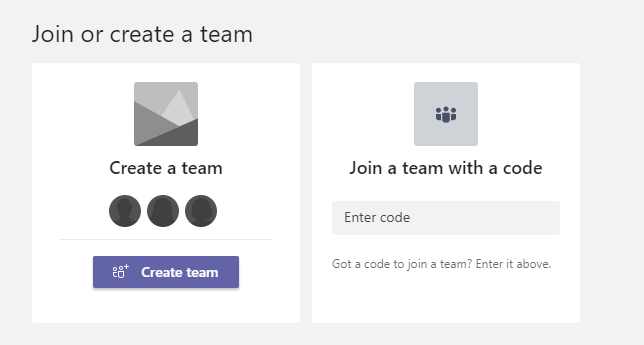 Join or create a team
Create a team
Create team
Join a team with a code
Enter code
Got a code to join a team? Enter it above.